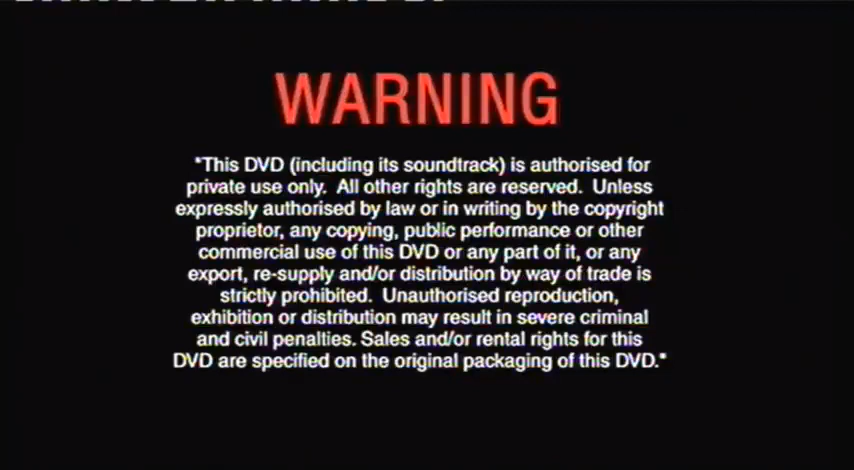 WARNING
"This DVD (including its soundtrack) is authorised for
private use only.  All other rights are reserved.  Unless
expressly authorised by law or in writing by the copyright
proprietor, any copying, public performance or other
commercial use of this DVD or any part of it, or any
export, re-supply and/or distribution by way of trade is
strictly prohibited.  Unauthorised reproduction,
exhibition or distribution may result in severe criminal
and civil penalties. Sales and/or rental rights for this
DVD are specified on the original packaging of this DVD."